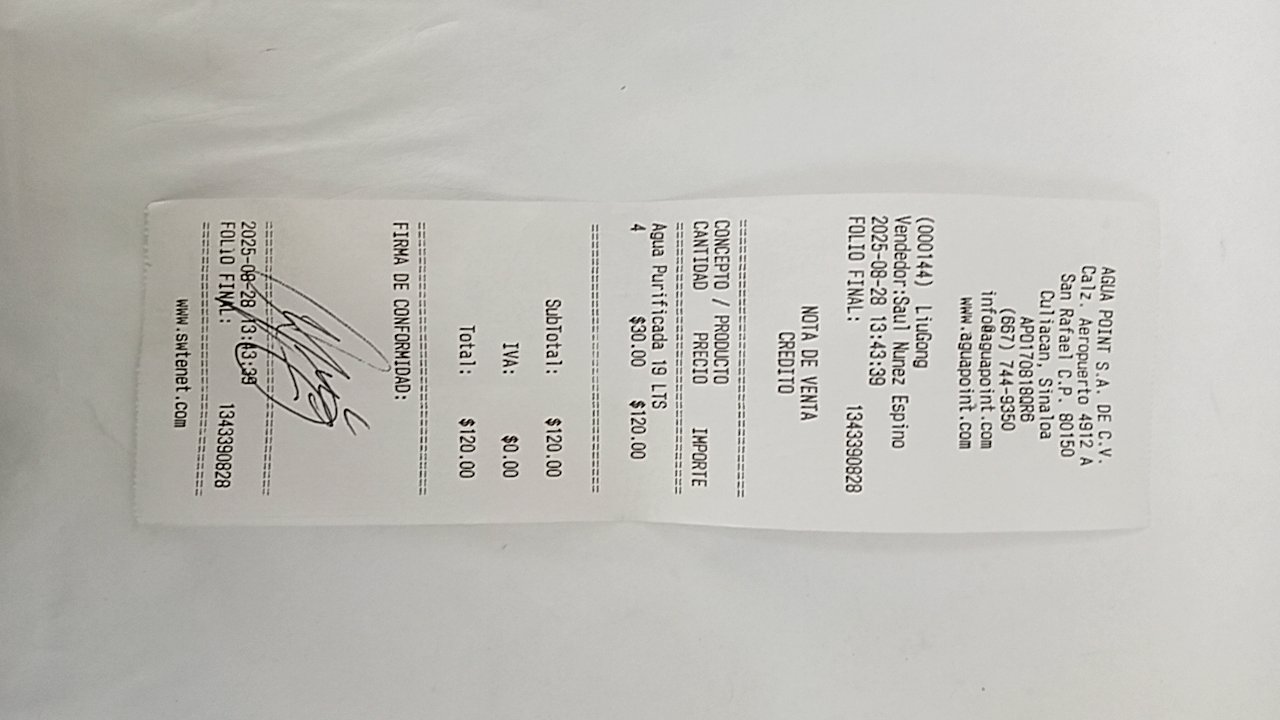 AGUA POINT S.A. DE C.V.
Calz. Aeropuerto 4912 A
San Rafael C.P. 80150
Culiacan, Sinaloa
APO170818QR6
(667) 744-9350
info@aguapoint.com
www.aguapoint.com
(000144) LiuGong
Vendedor:Saul Nunez Espino
2025-08-28 13:43:39
FOLIO FINAL: 1343390828
NOTA DE VENTA
CREDITO
================================
CONCEPTO / PRODUCTO
CANTIDAD PRECIO IMPORTE
================================
Agua Purificada 19 LTS
4 $30.00 $120.00
================================
SubTotal: $120.00
IVA: $0.00
Total: $120.00
================================
FIRMA DE CONFORMIDAD:
================================
2025-08-28 13:43:39
FOLIO FINAL: 1343390828
================================
www.swtenet.com